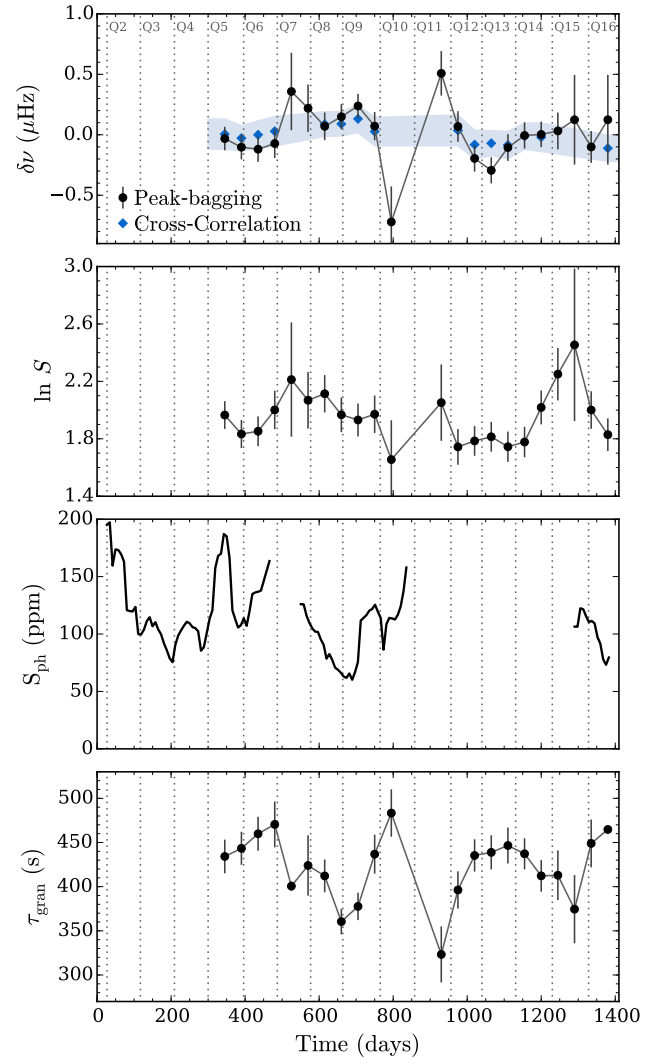 Q2 Q3 Q4 Q5 Q6 Q7 Q8 Q9 Q10 Q11 Q12 Q13 Q14 Q15 Q16
1.0
0.5
0.0
−0.5
δν (μHz)
Peak-bagging
Cross-Correlation
3.0
2.6
2.2
1.8
1.4
ln S
200
150
100
50
0
S_ph (ppm)
500
450
400
350
300
τ_gran (s)
0 200 400 600 800 1000 1200 1400
Time (days)